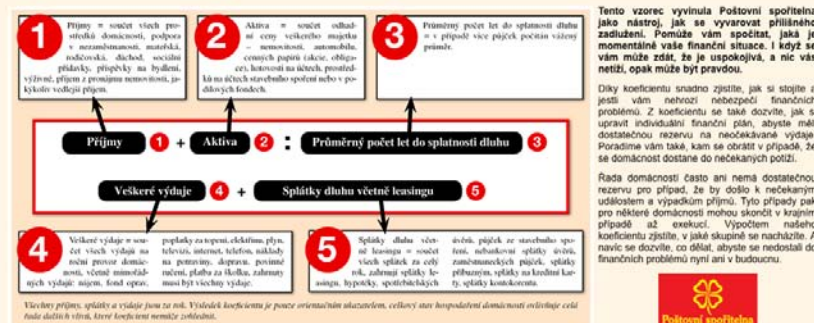 1
Příjmy = součet všech pro-
středků domácnosti, podpora
v nezaměstnanosti, mateřská,
rodičovská, důchod, sociální
přídavky, příspěvky na bydlení,
výživné, příjem z pronájmu nemovitosti, ja-
kýkoliv vedlejší příjem.
2
Aktiva = součet odhad-
ní ceny veškerého majetku
– nemovitosti, automobilu,
cenných papírů (akcie, obliga-
ce), hotovosti na účtech, prostřed-
ků na účtech stavebního spoření nebo v po-
dílových fondech.
3
Průměrný počet let do splatnosti dluhu
= v případě více půjček počítán vážený
průměr.
Příjmy 1 + Aktiva 2 : Průměrný počet let do splatnosti dluhu 3
Veškeré výdaje 4 + Splátky dluhu včetně leasingu 5
4
Veškeré výdaje = sou-
čet všech výdajů na
roční provoz domác-
nosti, včetně mimořád-
ných výdajů: nájem, fond oprav,
poplatky za topení, elektřinu, plyn,
televizi, internet, telefon, náklady
na potraviny, dopravu, povinné
ručení, platba za školku, zahrnuty
musí být všechny výdaje.
5
Splátky dluhu včet-
ně leasingu = součet
všech splátek za celý
rok, zahrnují splátky le-
asingu, hypotéky, spotřebitelských
úvěrů, půjček ze stavebního spo-
ření, nebankovní splátky úvěrů,
zaměstnaneckých půjček, splátky
příbuzným, splátky na kreditní kar-
ty, splátky kontokorentu.
Všechny příjmy, splátky a výdaje jsou za rok. Výsledek koeficientu je pouze orientačním ukazatelem, celkový stav hospodaření domácnosti ovlivňuje celá
řada dalších vlivů, které koeficient nemůže zohlednit.
Tento vzorec vyvinula Poštovní spořitelna
jako nástroj, jak se vyvarovat přílišného
zadlužení. Pomůže vám spočítat, jaká je
momentálně vaše finanční situace. I když se
vám může zdát, že je uspokojivá, a nic vás
netíží, opak může být pravdou.
Díky koeficientu snadno zjistíte, jak si stojíte a
jestli vám nehrozí nebezpečí finančních
problémů. Z koeficientu se také dozvíte, jak si
upravit individuální finanční plán, abyste měli
dostatečnou rezervu na neočekávané výdaje.
Poradíme vám také, kam se obrátit v případě, že
se domácnost dostane do nečekaných potíží.
Řada domácností často ani nemá dostatečnou
rezervu pro případ, že by došlo k nečekaným
událostem a výpadkům příjmů. Tyto případy pak
pro některé domácnosti mohou skončit v krajním
případě až exekucí. Výpočtem našeho
koeficientu zjistíte, v jaké skupině se nacházíte. A
navíc se dozvíte, co dělat, abyste se nedostali do
finančních problémů nyní ani v budoucnu.
Poštovní spořitelna